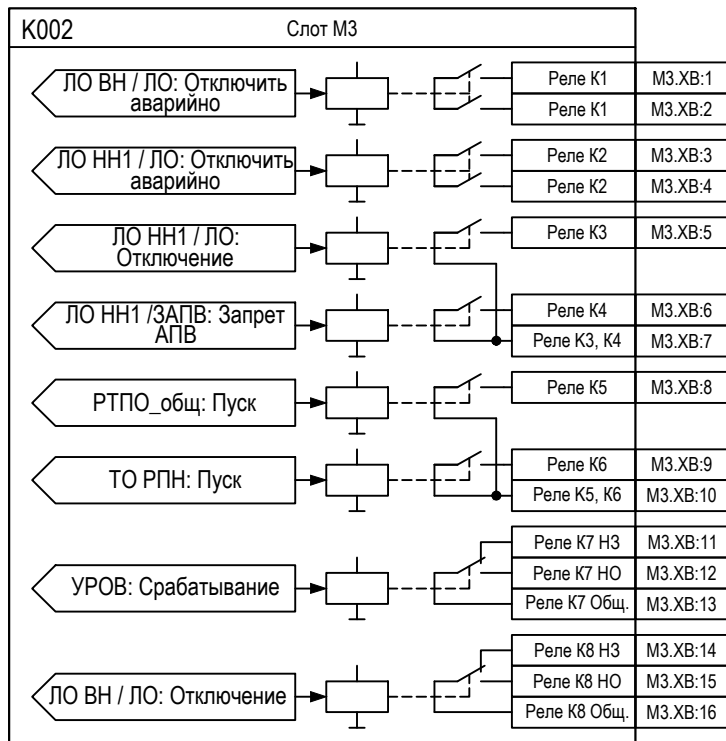 К002
Слот М3
ЛО ВН / ЛО: Отключить
аварийно
Реле К1
М3.ХВ:1
Реле К1
М3.ХВ:2
ЛО НН1 / ЛО: Отключить
аварийно
Реле К2
М3.ХВ:3
Реле К2
М3.ХВ:4
ЛО НН1 / ЛО:
Отключение
Реле К3
М3.ХВ:5
ЛО НН1 /ЗАПВ: Запрет
АПВ
Реле К4
М3.ХВ:6
Реле К3, К4
М3.ХВ:7
РТПО_общ: Пуск
Реле К5
М3.ХВ:8
ТО РПН: Пуск
Реле К6
М3.ХВ:9
Реле К5, К6
М3.ХВ:10
УРОВ: Срабатывание
Реле К7 НЗ
М3.ХВ:11
Реле К7 НО
М3.ХВ:12
Реле К7 Общ.
М3.ХВ:13
ЛО ВН / ЛО: Отключение
Реле К8 НЗ
М3.ХВ:14
Реле К8 НО
М3.ХВ:15
Реле К8 Общ.
М3.ХВ:16